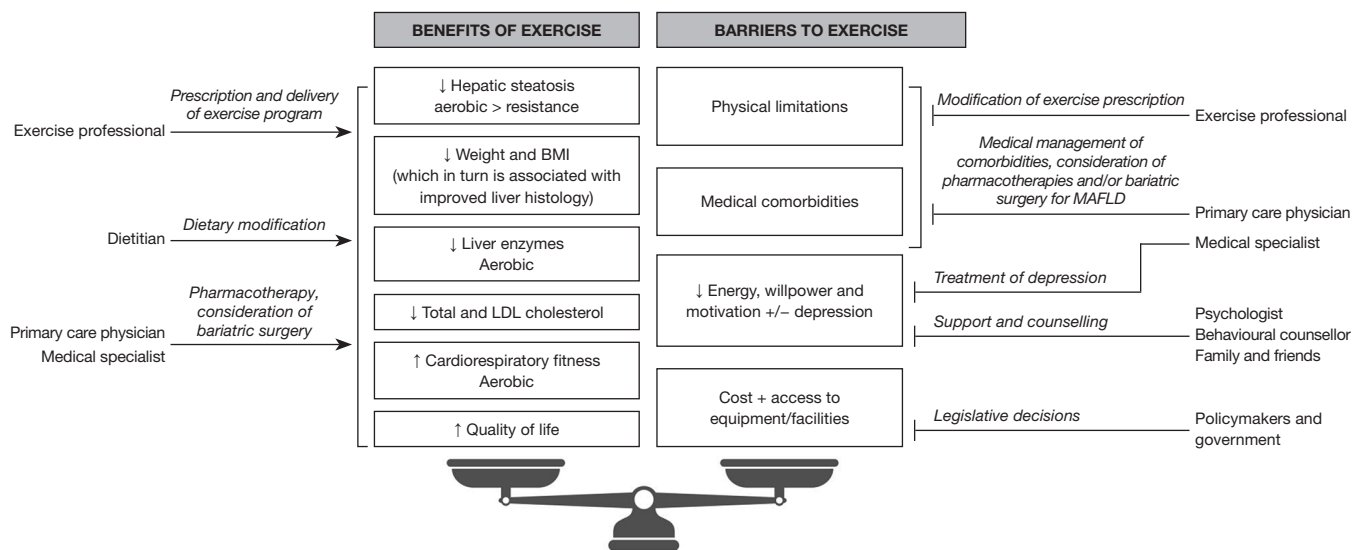 BENEFITS OF EXERCISE
BARRIERS TO EXERCISE
Prescription and delivery
of exercise program
Exercise professional
Dietary modification
Dietitian
Pharmacotherapy,
consideration of
bariatric surgery
Primary care physician
Medical specialist
↓ Hepatic steatosis
aerobic > resistance
↓ Weight and BMI
(which in turn is associated with
improved liver histology)
↓ Liver enzymes
Aerobic
↓ Total and LDL cholesterol
↑ Cardiorespiratory fitness
Aerobic
↑ Quality of life
Physical limitations
Medical comorbidities
↓ Energy, willpower and
motivation +/− depression
Cost + access to
equipment/facilities
Modification of exercise prescription
Exercise professional
Medical management of
comorbidities, consideration of
pharmacotherapies and/or bariatric
surgery for MAFLD
Primary care physician
Medical specialist
Treatment of depression
Support and counselling
Psychologist
Behavioural counsellor
Family and friends
Legislative decisions
Policymakers and
government